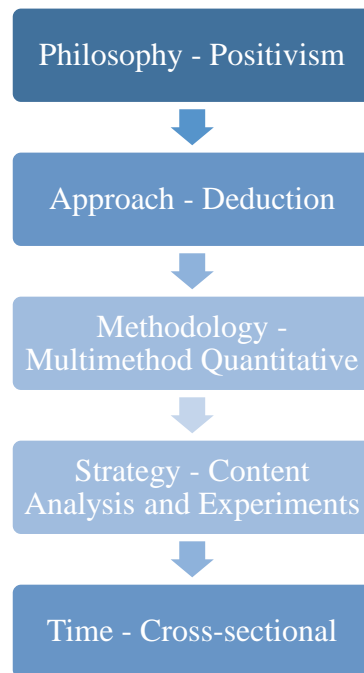 Philosophy - Positivism
Approach - Deduction
Methodology -
Multimethod Quantitative
Strategy - Content
Analysis and Experiments
Time - Cross-sectional